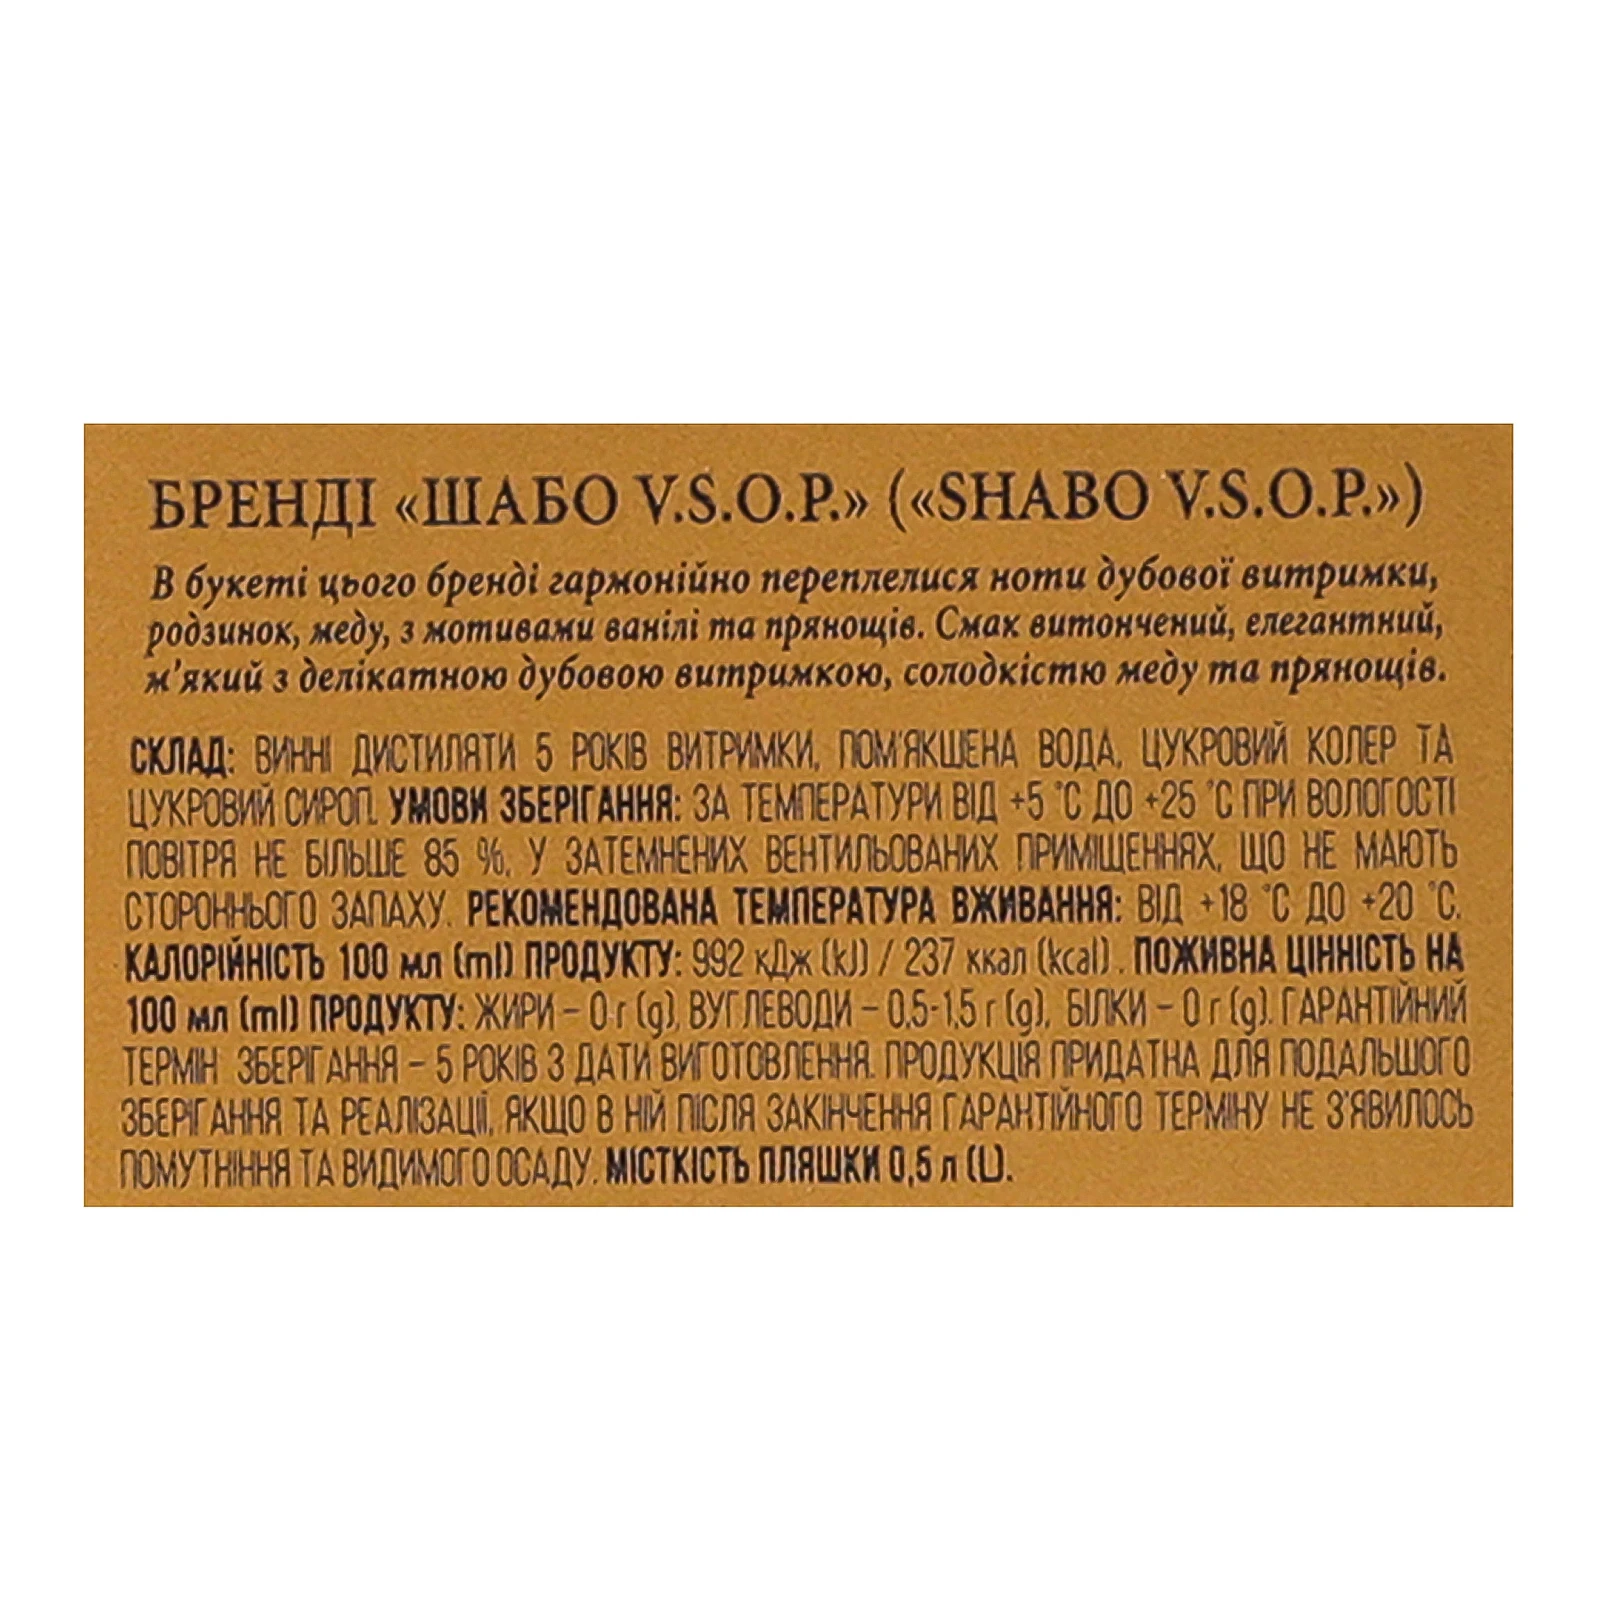 БРЕНДІ «ШАБО V.S.O.P.» («SHABO V.S.O.P.»)
В букеті цього бренді гармонійно переплелися ноти дубової витримки,
родзинок, меду, з мотивами ванілі та прянощів. Смак витончений, елегантний,
м'який з делікатною дубовою витримкою, солодкістю меду та прянощів.
СКЛАД: ВИННІ ДИСТИЛЯТИ 5 РОКІВ ВИТРИМКИ, ПОМ'ЯКШЕНА ВОДА, ЦУКРОВИЙ КОЛЕР ТА
ЦУКРОВИЙ СИРОП. УМОВИ ЗБЕРІГАННЯ: ЗА ТЕМПЕРАТУРИ ВІД +5 °С ДО +25 °С ПРИ ВОЛОГОСТІ
ПОВІТРЯ НЕ БІЛЬШЕ 85 %, У ЗАТЕМНЕНИХ ВЕНТИЛЬОВАНИХ ПРИМІЩЕННЯХ, ЩО НЕ МАЮТЬ
СТОРОННЬОГО ЗАПАХУ. РЕКОМЕНДОВАНА ТЕМПЕРАТУРА ВЖИВАННЯ: ВІД +18 °С ДО +20 °С.
КАЛОРІЙНІСТЬ 100 мл (ml) ПРОДУКТУ: 992 кДж (kJ) / 237 ккал (kcal) . ПОЖИВНА ЦІННІСТЬ НА
100 мл (ml) ПРОДУКТУ: ЖИРИ – 0 г (g), ВУГЛЕВОДИ – 0,5-1,5 г (g), БІЛКИ – 0 г (g). ГАРАНТІЙНИЙ
ТЕРМІН ЗБЕРІГАННЯ – 5 РОКІВ З ДАТИ ВИГОТОВЛЕННЯ. ПРОДУКЦІЯ ПРИДАТНА ДЛЯ ПОДАЛЬШОГО
ЗБЕРІГАННЯ ТА РЕАЛІЗАЦІЇ, ЯКЩО В НІЙ ПІСЛЯ ЗАКІНЧЕННЯ ГАРАНТІЙНОГО ТЕРМІНУ НЕ З'ЯВИЛОСЬ
ПОМУТНІННЯ ТА ВИДИМОГО ОСАДУ. МІСТКІСТЬ ПЛЯШКИ 0,5 л (L).